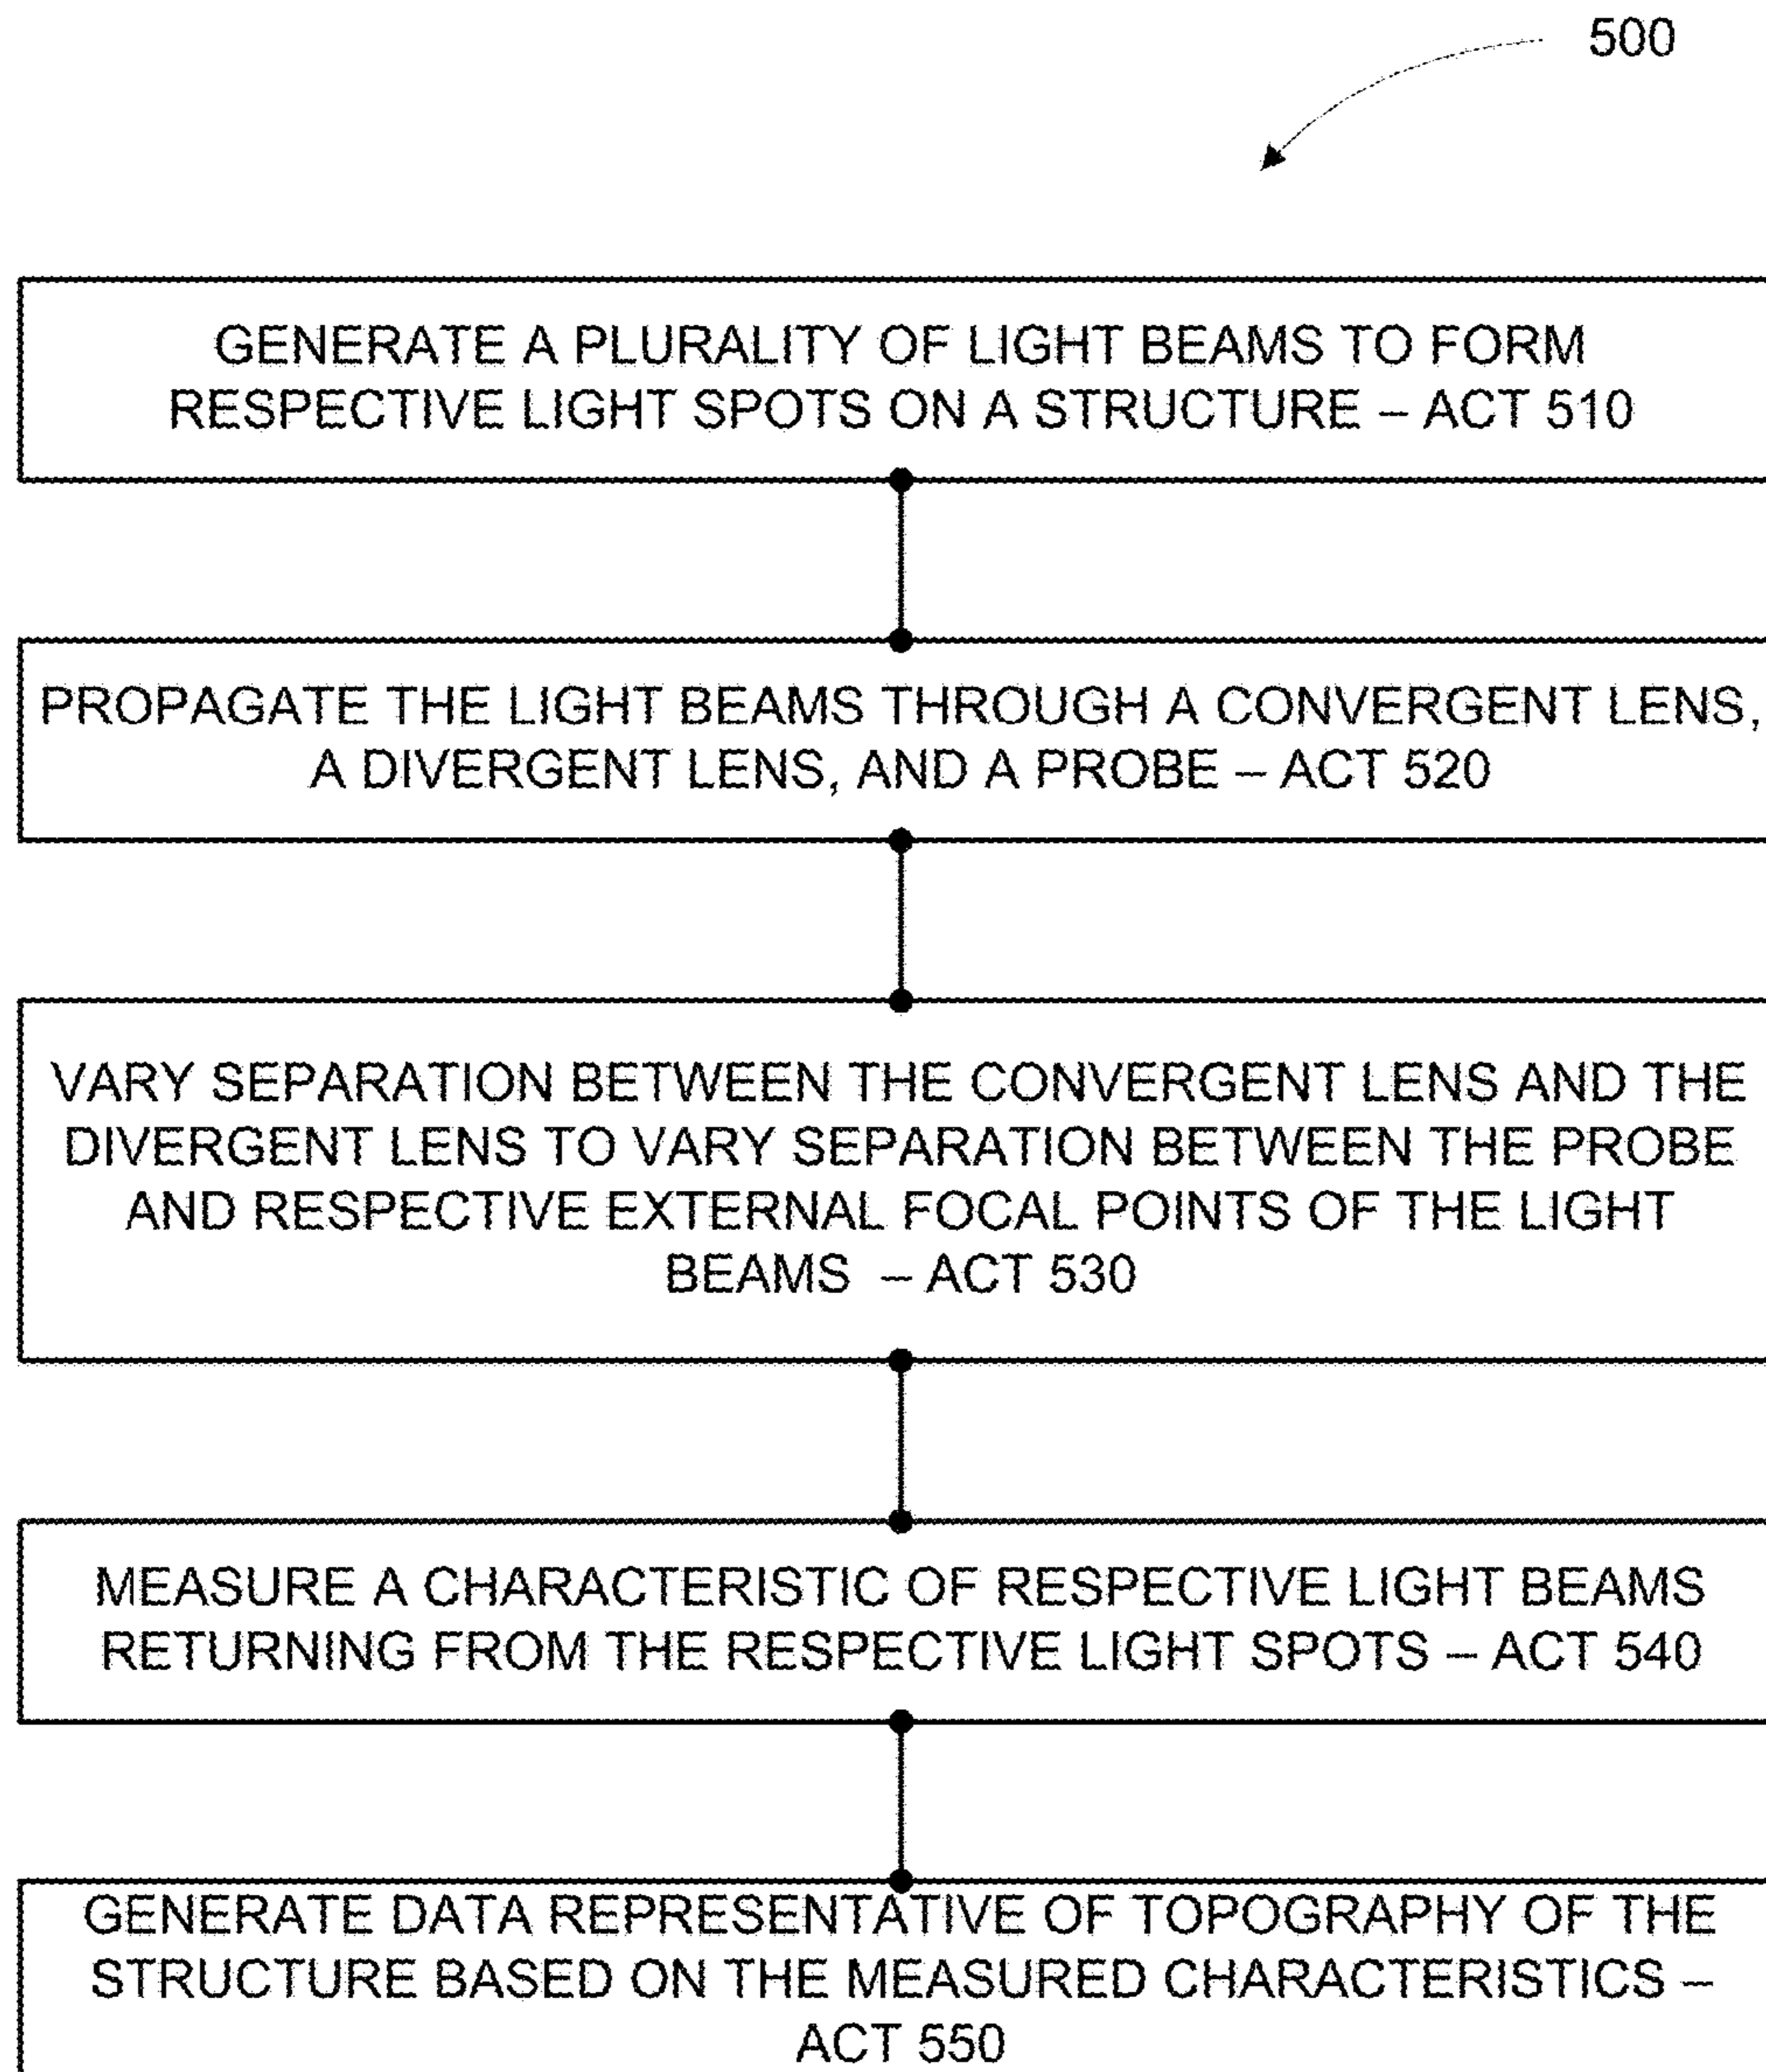 500
GENERATE A PLURALITY OF LIGHT BEAMS TO FORM
RESPECTIVE LIGHT SPOTS ON A STRUCTURE – ACT 510
PROPAGATE THE LIGHT BEAMS THROUGH A CONVERGENT LENS,
A DIVERGENT LENS, AND A PROBE – ACT 520
VARY SEPARATION BETWEEN THE CONVERGENT LENS AND THE
DIVERGENT LENS TO VARY SEPARATION BETWEEN THE PROBE
AND RESPECTIVE EXTERNAL FOCAL POINTS OF THE LIGHT
BEAMS – ACT 530
MEASURE A CHARACTERISTIC OF RESPECTIVE LIGHT BEAMS
RETURNING FROM THE RESPECTIVE LIGHT SPOTS – ACT 540
GENERATE DATA REPRESENTATIVE OF TOPOGRAPHY OF THE
STRUCTURE BASED ON THE MEASURED CHARACTERISTICS –
ACT 550